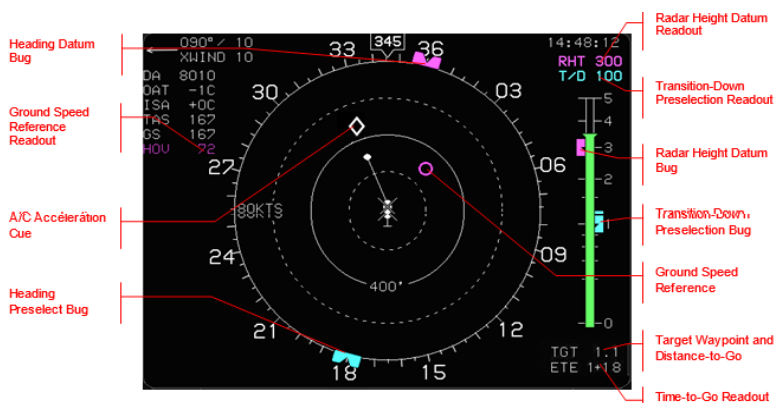 Heading Datum
Bug
Ground Speed
Reference
Readout
A/C Accélération
Cue
Heading
Preselect Bug
090°/ 10
XWIND 10
DA 8010
OAT -1C
ISA +0C
TAS 167
GS 167
HOV 72
345
33
36
30
03
27
06
24
09
21
12
18
15
80KTS
400'
14:48:12
RHT 300
T/D 100
5
4
3
2
1
0
TGT 1.1
ETE 1+18
Radar Height Datum
Readout
Transition-Down
Preselection Readout
Radar Height Datum
Bug
Transition-Down
Preselection Bug
Ground Speed
Reference
Target Waypoint and
Distance-to-Go
Time-to-Go Readout